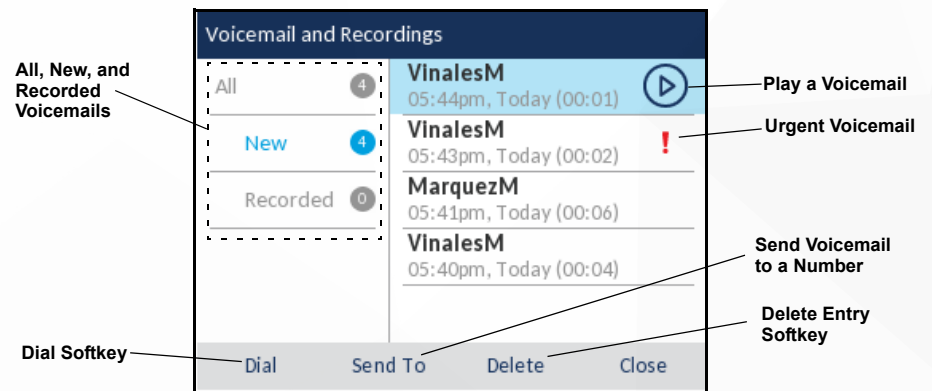 Voicemail and Recordings
All, New, and
Recorded
Voicemails
All 4
New 4
Recorded 0
VinalesM
05:44pm, Today (00:01)
VinalesM
05:43pm, Today (00:02)
!
MarquezM
05:41pm, Today (00:06)
VinalesM
05:40pm, Today (00:04)
Play a Voicemail
Urgent Voicemail
Send Voicemail
to a Number
Delete Entry
Softkey
Dial Softkey
Dial Send To Delete Close